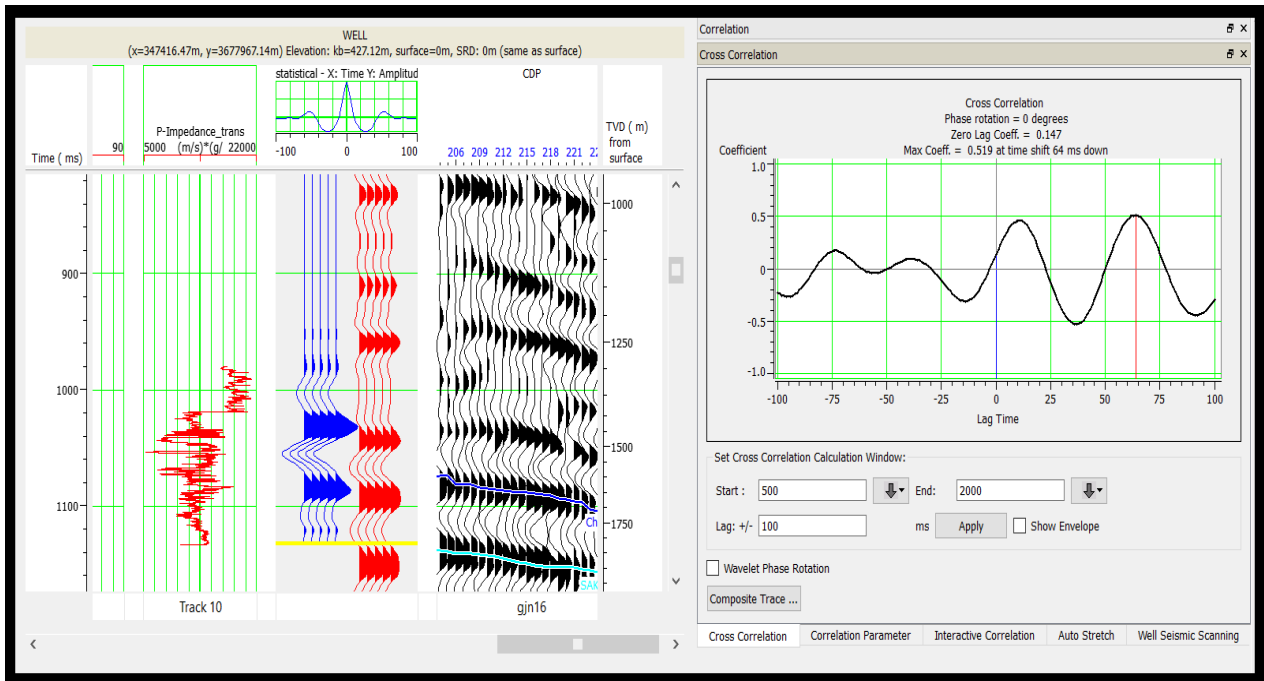 WELL
(x=347416.47m, y=3677967.14m) Elevation: kb=427.12m, surface=0m, SRD: 0m (same as surface)
statistical - X: Time Y: Amplitud
CDP
P-Impedance_trans
Time ( ms)
90
5000 (m/s)*(g/ 22000
-100 0 100
206 209 212 215 218 221 22
TVD ( m)
from
surface
900
1000
1100
1000
1250
1500
1750
Ch
SAK
Track 10
gjn16
Correlation
Cross Correlation
Cross Correlation
Phase rotation = 0 degrees
Zero Lag Coeff. = 0.147
Max Coeff. = 0.519 at time shift 64 ms down
Coefficient
1.0
0.5
0
-0.5
-1.0
-100 -75 -50 -25 0 25 50 75 100
Lag Time
Set Cross Correlation Calculation Window:
Start : 500 End: 2000
Lag: +/- 100 ms Apply Show Envelope
Wavelet Phase Rotation
Composite Trace ...
Cross Correlation Correlation Parameter Interactive Correlation Auto Stretch Well Seismic Scanning